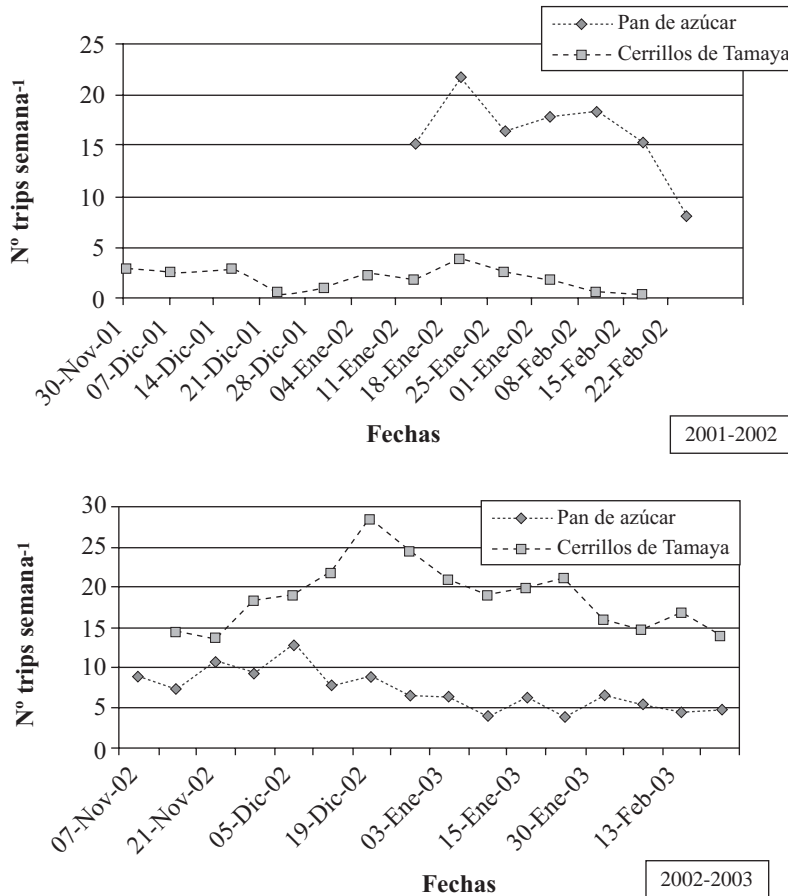 Pan de azúcar
Cerrillos de Tamaya
25
20
15
10
5
0
Nº trips semana-1
30-Nov-01
07-Dic-01
14-Dic-01
21-Dic-01
28-Dic-01
04-Ene-02
11-Ene-02
18-Ene-02
25-Ene-02
01-Ene-02
08-Feb-02
15-Feb-02
22-Feb-02
Fechas
2001-2002
30
25
20
15
10
5
0
Nº trips semana-1
Pan de azúcar
Cerrillos de Tamaya
07-Nov-02
21-Nov-02
05-Dic-02
19-Dic-02
03-Ene-03
15-Ene-03
30-Ene-03
13-Feb-03
Fechas
2002-2003